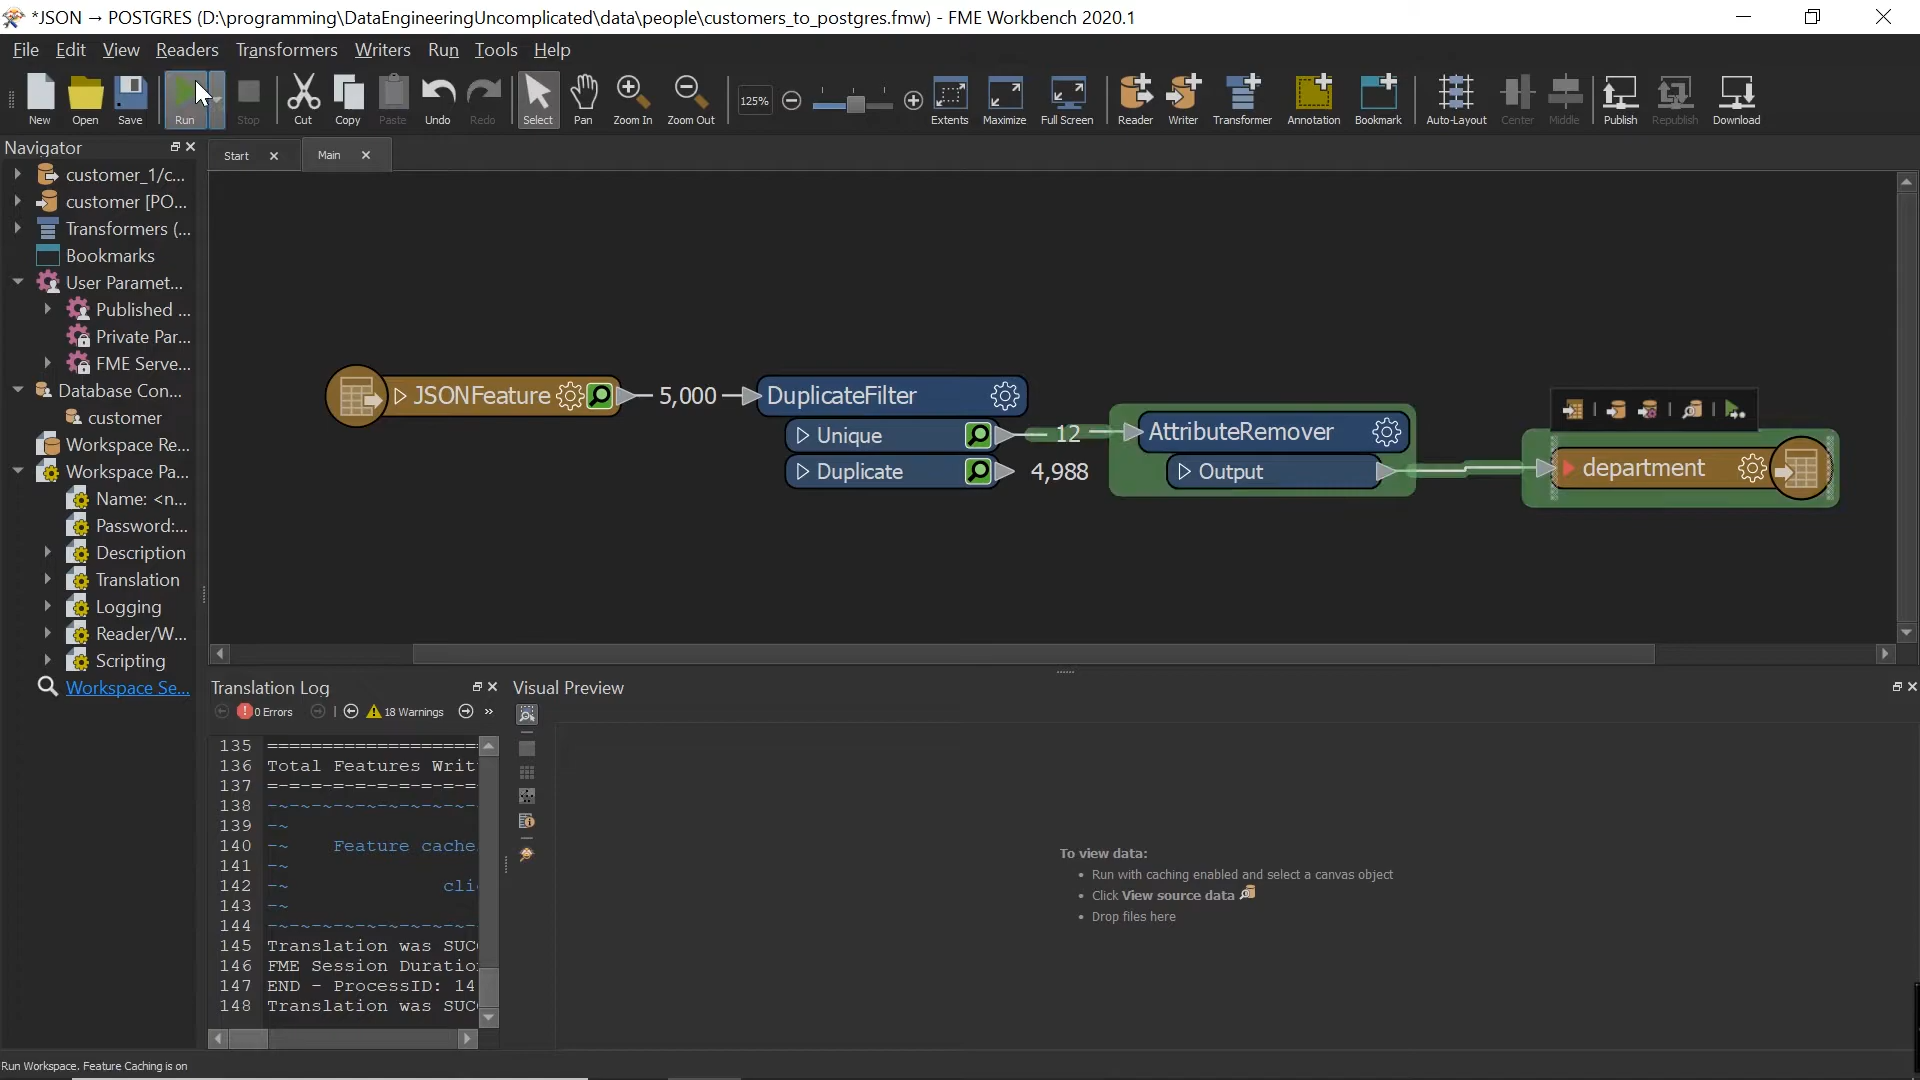 *JSON → POSTGRES (D:\programming\DataEngineeringUncomplicated\data\people\customers_to_postgres.fmw) - FME Workbench 2020.1
File Edit View Readers Transformers Writers Run Tools Help
New Open Save Run Stop Cut Copy Paste Undo Redo Select Pan Zoom In Zoom Out 125% Extents Maximize Full Screen Reader Writer Transformer Annotation Bookmark Auto-Layout Center Middle Publish Republish Download
Navigator
customer_1/c...
customer [PO...
Transformers (...
Bookmarks
User Paramet...
Published ...
Private Par...
FME Serve...
Database Con...
customer
Workspace Re...
Workspace Pa...
Name: <n...
Password:...
Description
Translation
Logging
Reader/W...
Scripting
Workspace Se...
Start Main
JSONFeature 5,000 DuplicateFilter
Unique 12
Duplicate 4,988
AttributeRemover
Output
department
Translation Log
0 Errors 18 Warnings »
135 =====================
136 Total Features Writ
137 =-=-=-=-=-=-=-=-=-=-=
138 -~-~-~-~-~-~-~-~-~-~-
139 -~
140 -~ Feature cache
141 -~
142 -~ cli
143 -~
144 -~-~-~-~-~-~-~-~-~-~-
145 Translation was SUC
146 FME Session Duratio
147 END - ProcessID: 14
148 Translation was SUC
Visual Preview
To view data:
• Run with caching enabled and select a canvas object
• Click View source data
• Drop files here
Run Workspace. Feature Caching is on